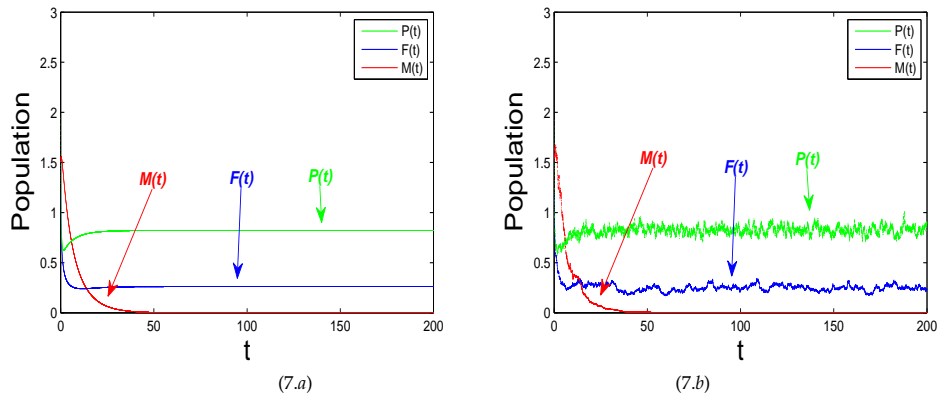 3
2.5
2
1.5
1
0.5
0
0
50
100
150
200
Population
t
P(t)
F(t)
M(t)
M(t)
F(t)
P(t)
(7.a)
3
2.5
2
1.5
1
0.5
0
0
50
100
150
200
Population
t
P(t)
F(t)
M(t)
M(t)
F(t)
P(t)
(7.b)